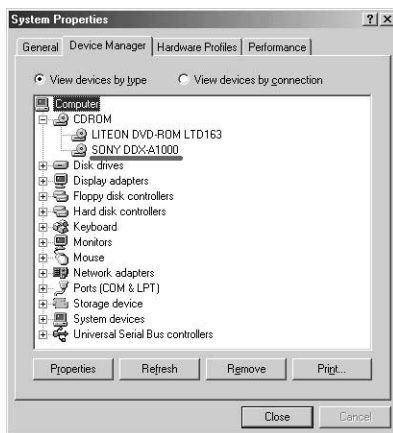 System Properties
? x
General Device Manager Hardware Profiles Performance
View devices by type View devices by connection
Computer
CDROM
LITEON DVD-ROM LTD163
SONY DDX-A1000
Disk drives
Display adapters
Floppy disk controllers
Hard disk controllers
Keyboard
Monitors
Mouse
Network adapters
Ports (COM & LPT)
Storage device
System devices
Universal Serial Bus controllers
Properties Refresh Remove Print...
Close Cancel